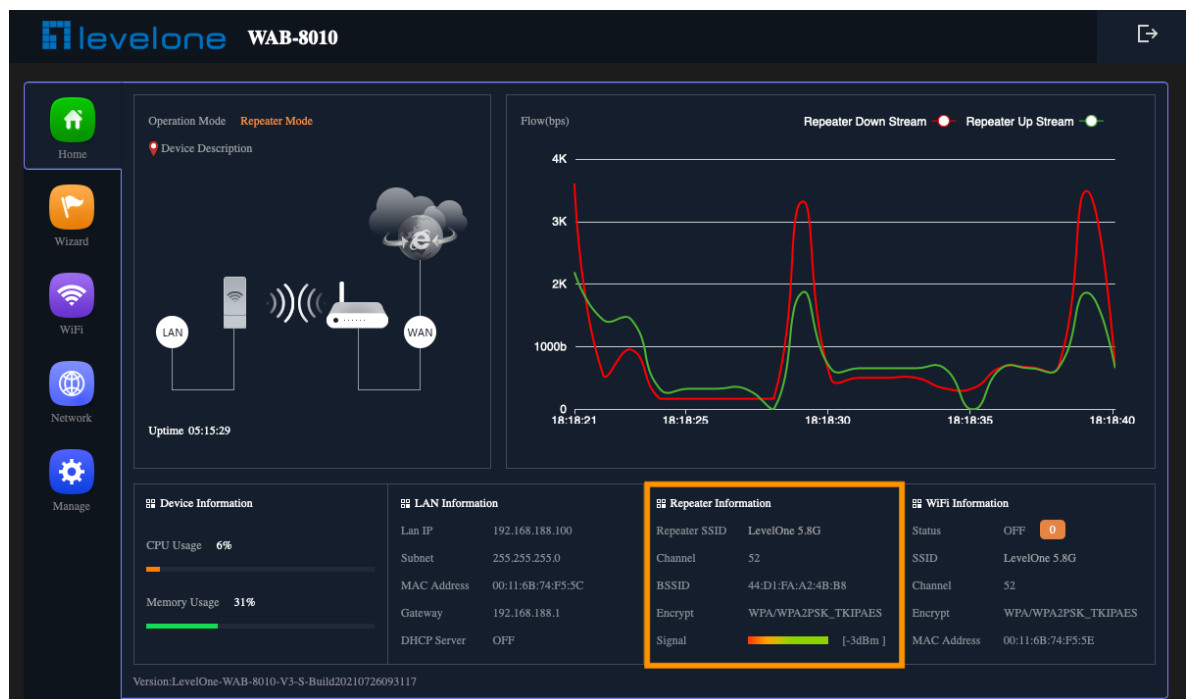 levelone WAB-8010
Home
Wizard
WiFi
Network
Manage
Operation Mode Repeater Mode
Device Description
LAN
WAN
Uptime 05:15:29
Flow(bps)
Repeater Down Stream
Repeater Up Stream
4K
3K
2K
1000b
0
18:18:21 18:18:25 18:18:30 18:18:35 18:18:40
Device Information
CPU Usage 6%
Memory Usage 31%
LAN Information
Lan IP 192.168.188.100
Subnet 255.255.255.0
MAC Address 00:11:6B:74:F5:5C
Gateway 192.168.188.1
DHCP Server OFF
Repeater Information
Repeater SSID LevelOne 5.8G
Channel 52
BSSID 44:D1:FA:A2:4B:B8
Encrypt WPA/WPA2PSK_TKIPAES
Signal [-3dBm ]
WiFi Information
Status OFF 0
SSID LevelOne 5.8G
Channel 52
Encrypt WPA/WPA2PSK_TKIPAES
MAC Address 00:11:6B:74:F5:5E
Version:LevelOne-WAB-8010-V3-S-Build20210726093117